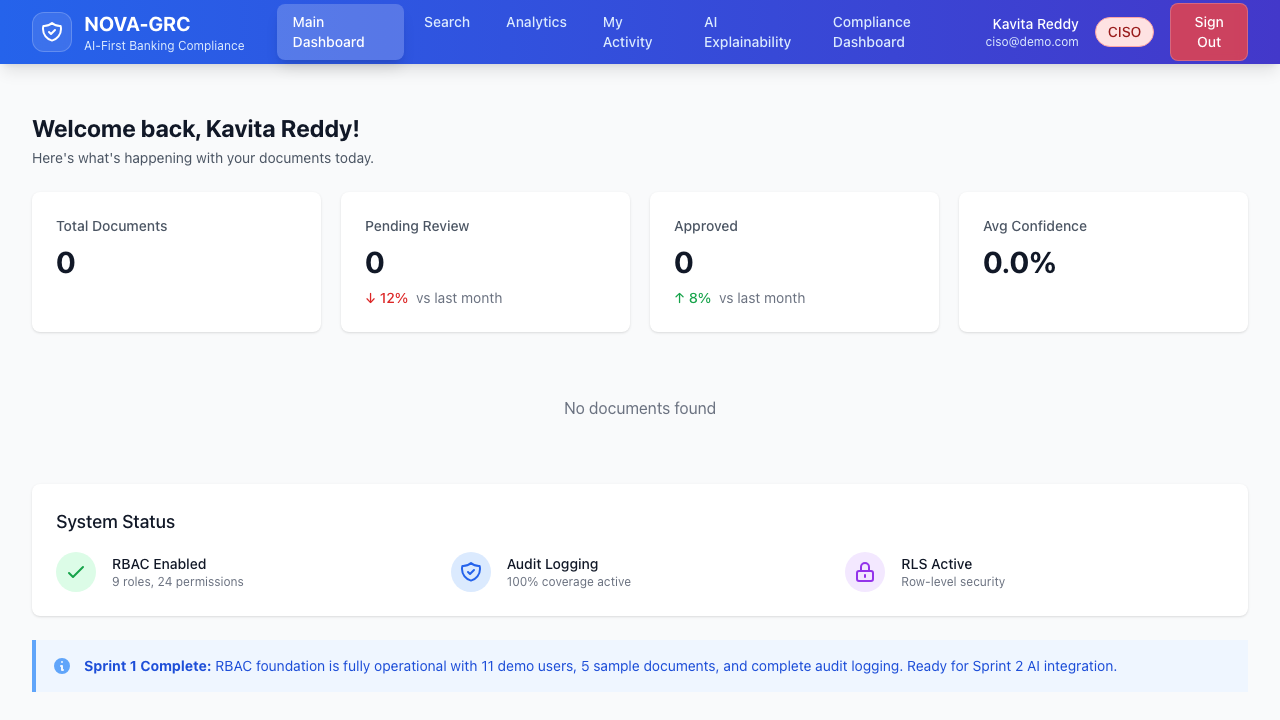 NOVA-GRC
AI-First Banking Compliance
Main
Dashboard
Search
Analytics
My
Activity
AI
Explainability
Compliance
Dashboard
Kavita Reddy
ciso@demo.com
CISO
Sign
Out
Welcome back, Kavita Reddy!
Here's what's happening with your documents today.
Total Documents
0
Pending Review
0
↓ 12% vs last month
Approved
0
↑ 8% vs last month
Avg Confidence
0.0%
No documents found
System Status
RBAC Enabled
9 roles, 24 permissions
Audit Logging
100% coverage active
RLS Active
Row-level security
Sprint 1 Complete: RBAC foundation is fully operational with 11 demo users, 5 sample documents, and complete audit logging. Ready for Sprint 2 AI integration.